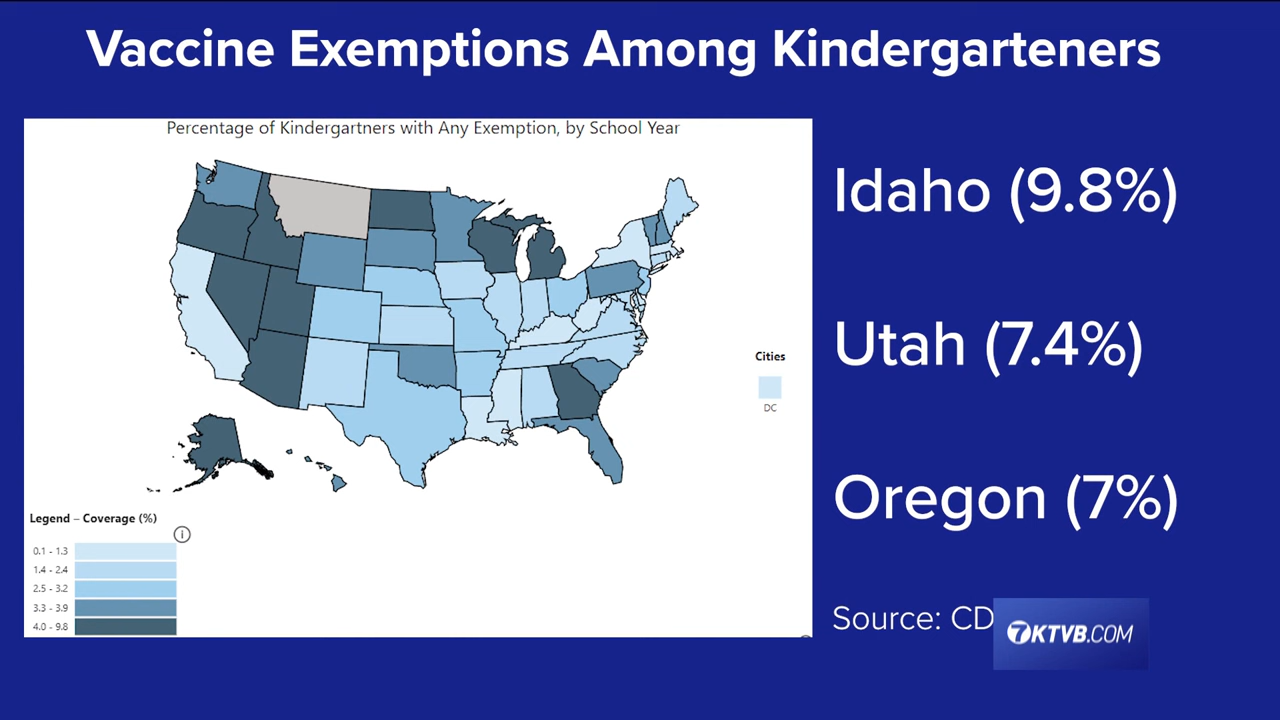 Vaccine Exemptions Among Kindergarteners
Percentage of Kindergartners with Any Exemption, by School Year
Idaho (9.8%)
Utah (7.4%)
Oregon (7%)
Cities
DC
Legend – Coverage (%)
i
0.1 - 1.3
1.4 - 2.4
2.5 - 3.2
3.3 - 3.9
4.0 - 9.8
Source: CD
7KTVB.COM